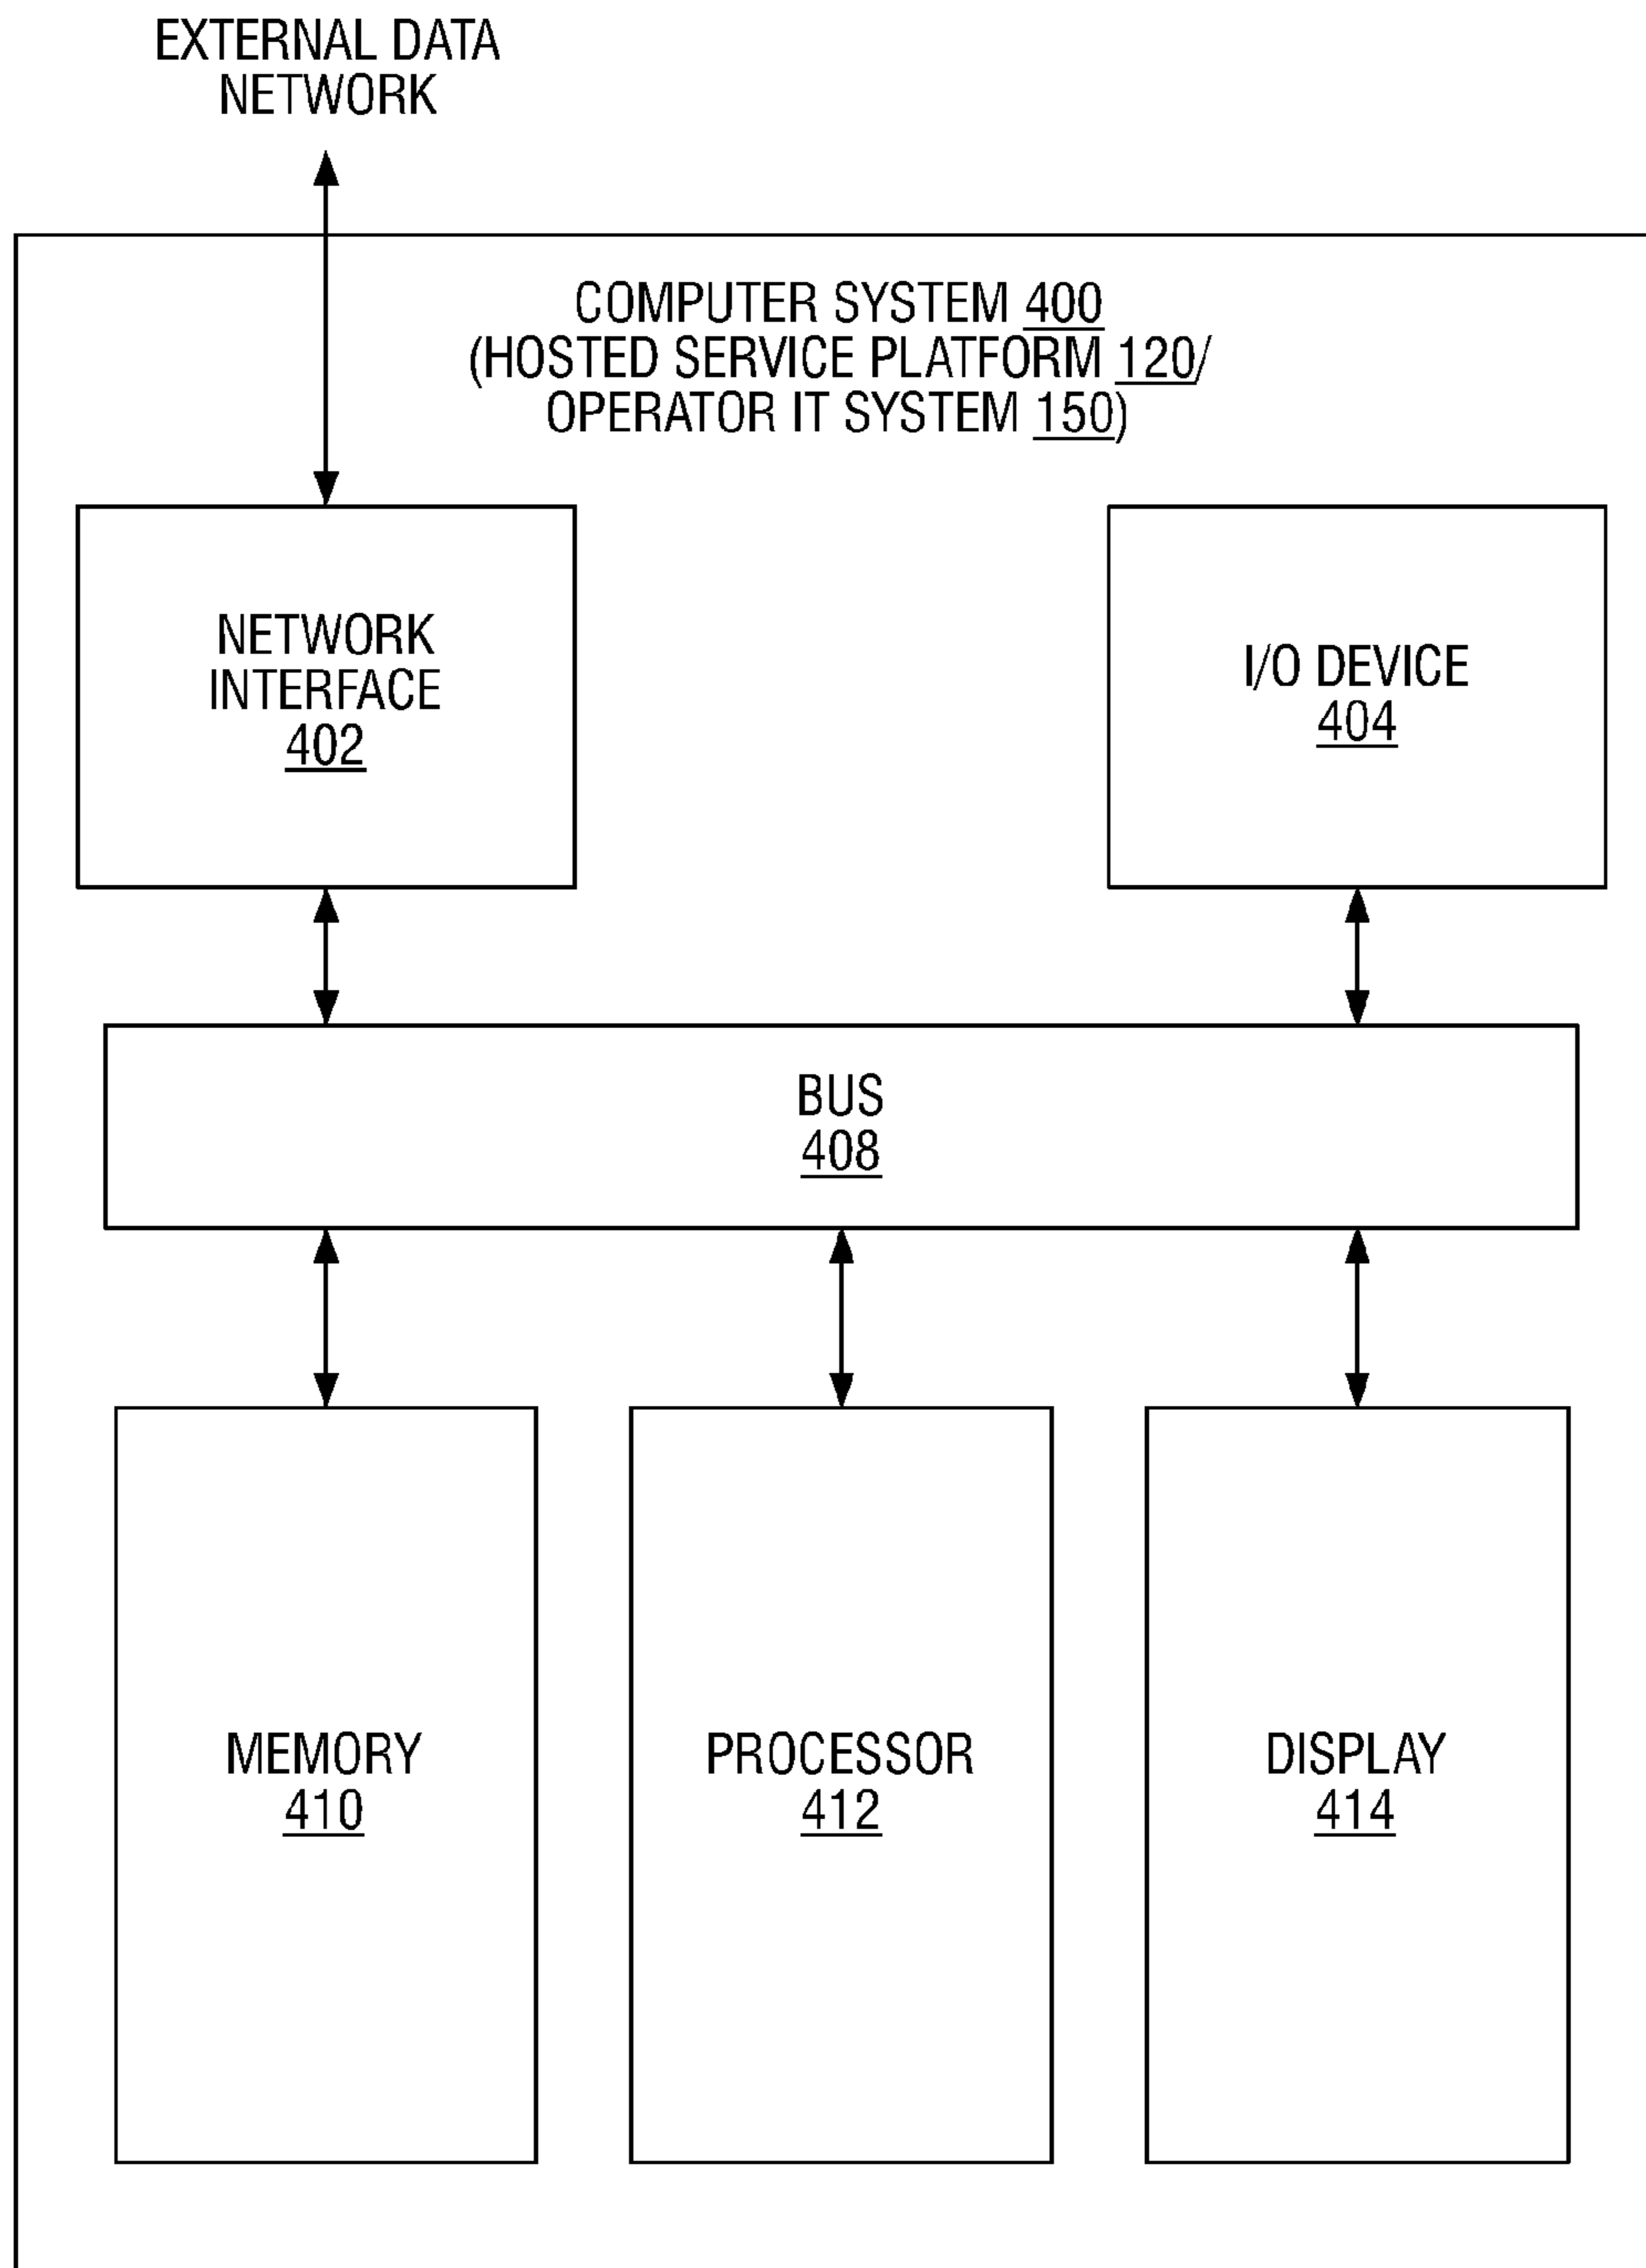 EXTERNAL DATA
NETWORK
COMPUTER SYSTEM 400
(HOSTED SERVICE PLATFORM 120/
OPERATOR IT SYSTEM 150)
NETWORK
INTERFACE
402
I/O DEVICE
404
BUS
408
MEMORY
410
PROCESSOR
412
DISPLAY
414